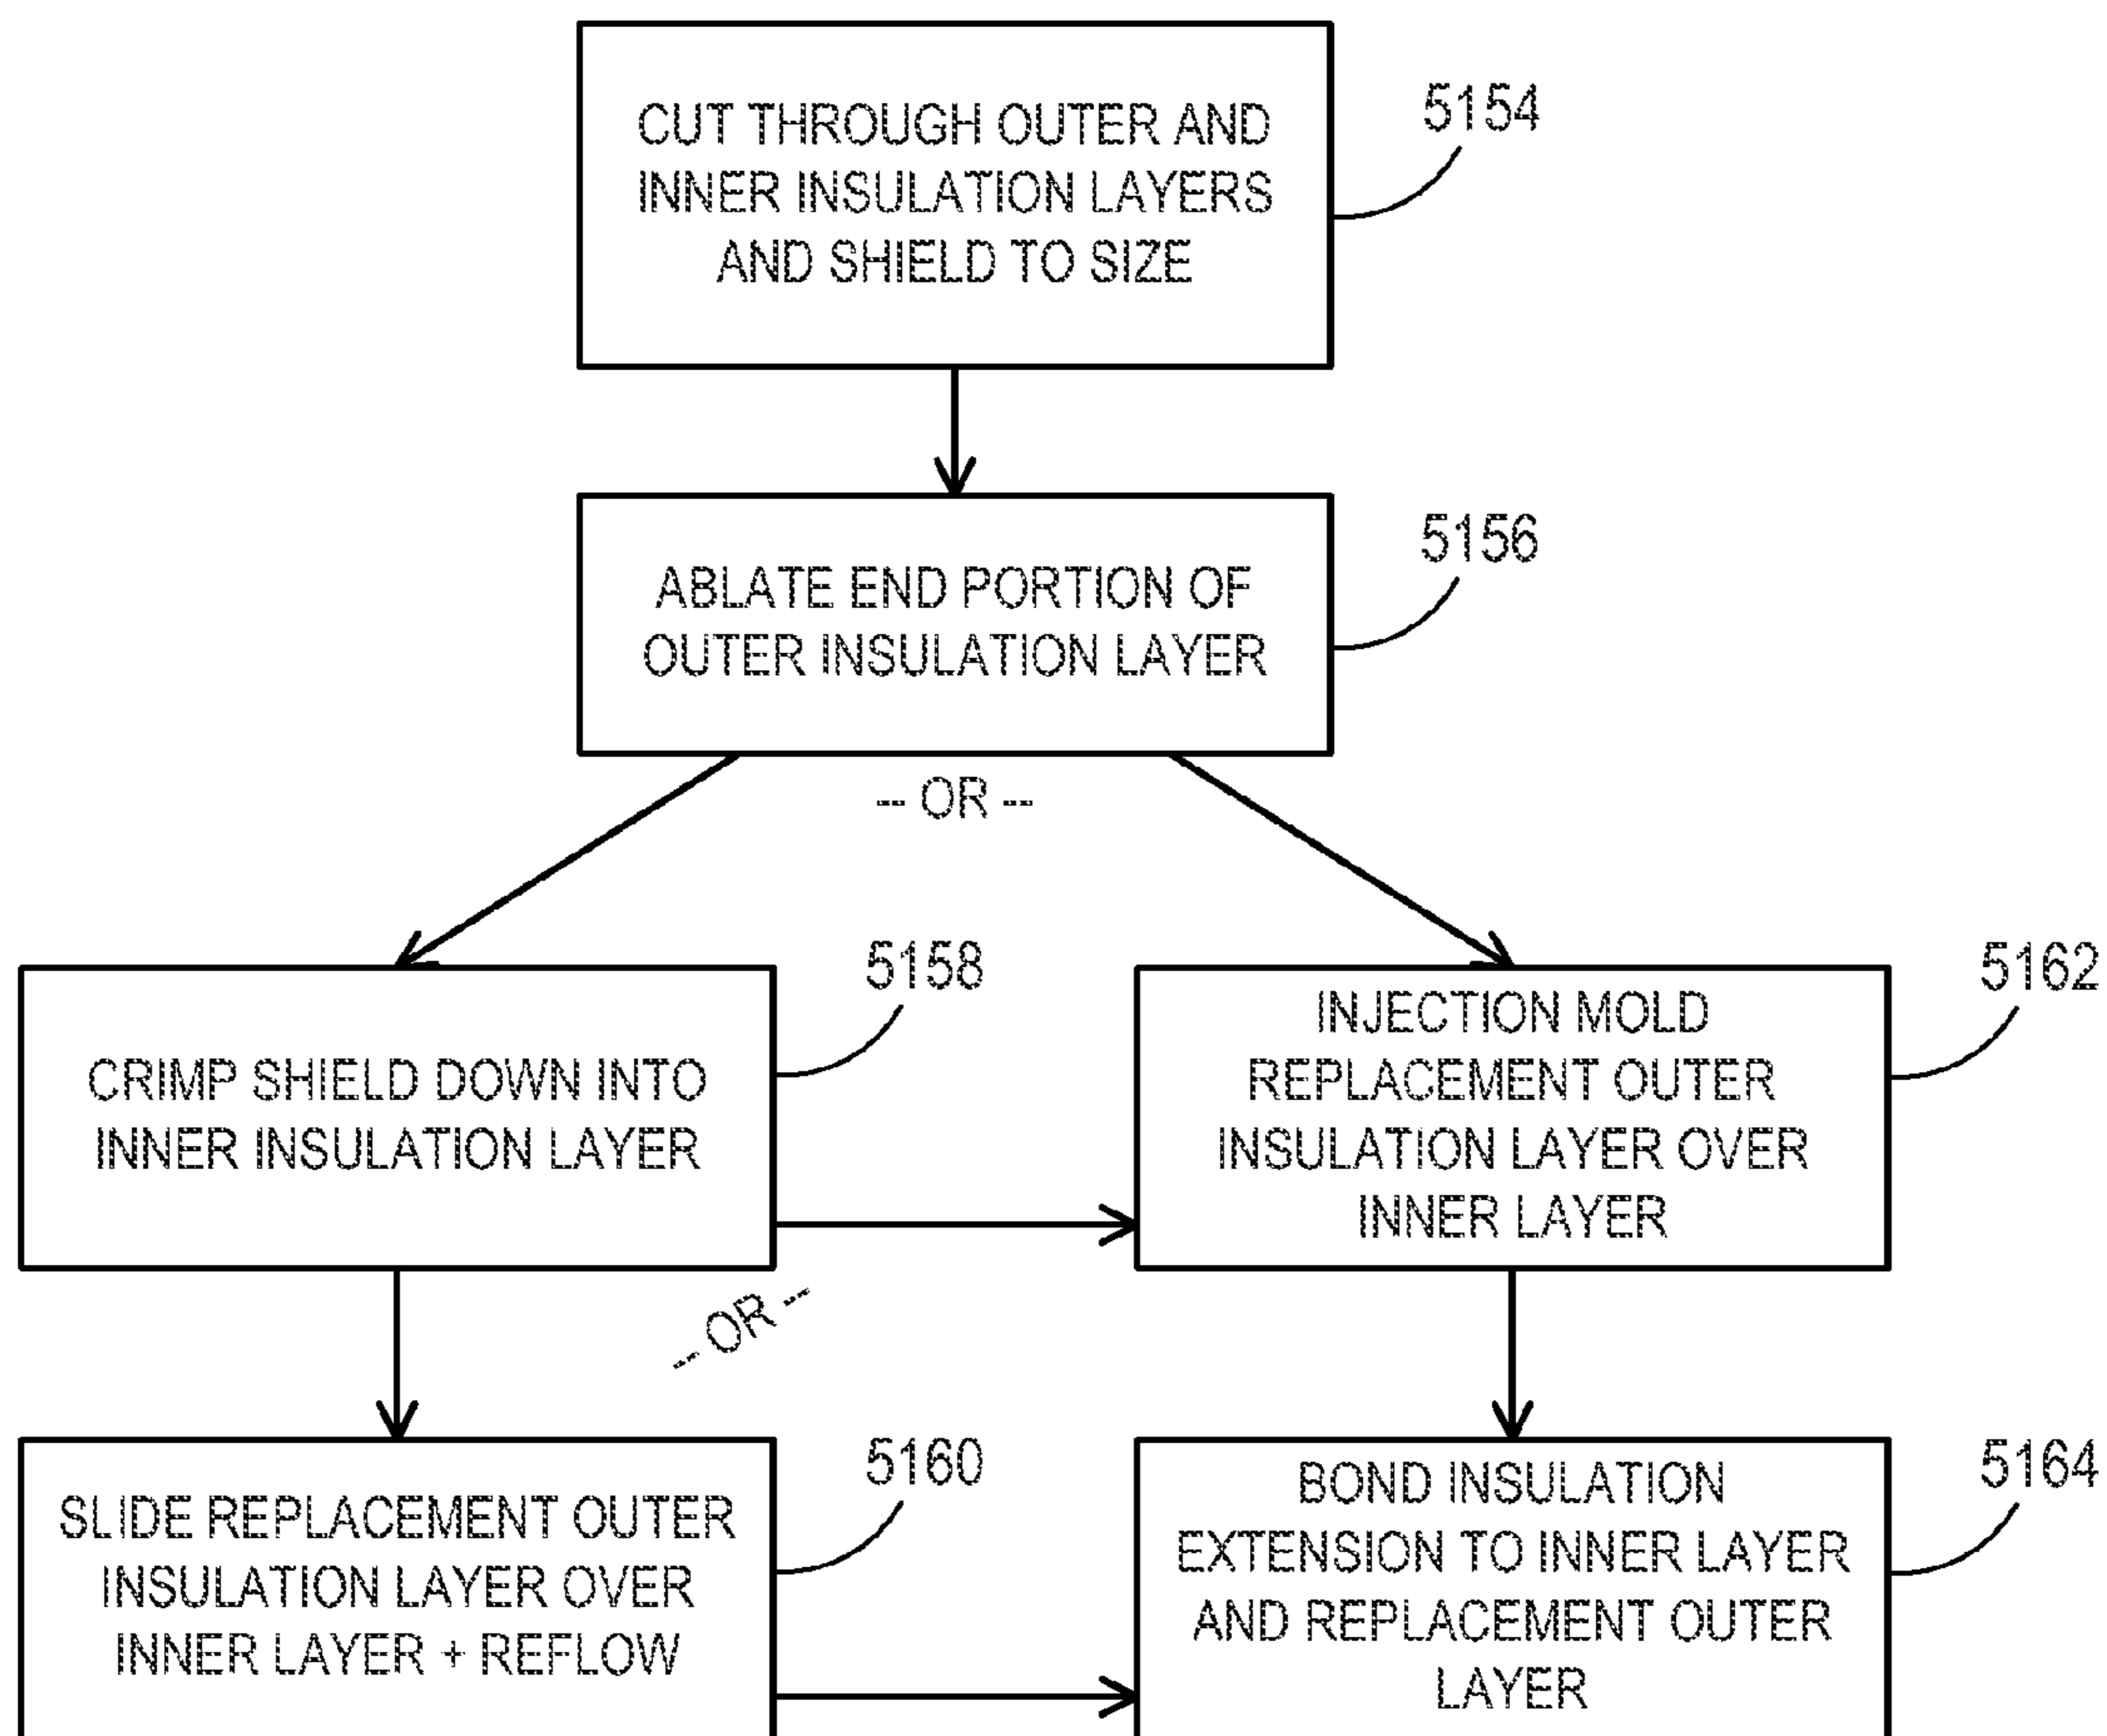 CUT THROUGH OUTER AND
INNER INSULATION LAYERS
AND SHIELD TO SIZE
5154
ABLATE END PORTION OF
OUTER INSULATION LAYER
5156
-- OR --
CRIMP SHIELD DOWN INTO
INNER INSULATION LAYER
5158
INJECTION MOLD
REPLACEMENT OUTER
INSULATION LAYER OVER
INNER LAYER
5162
-- OR --
SLIDE REPLACEMENT OUTER
INSULATION LAYER OVER
INNER LAYER + REFLOW
5160
BOND INSULATION
EXTENSION TO INNER LAYER
AND REPLACEMENT OUTER
LAYER
5164